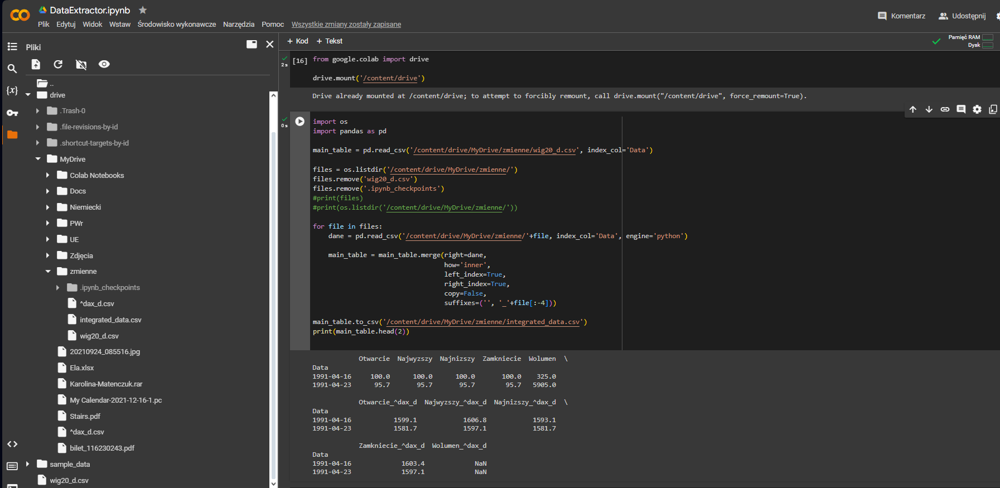 DataExtractor.ipynb
Plik Edytuj Widok Wstaw Środowisko wykonawcze Narzędzia Pomoc Wszystkie zmiany zostały zapisane
Komentarz Udostępnij
Pliki
+ Kod + Tekst
Pamięć RAM
Dysk
..
drive
.Trash-0
.file-revisions-by-id
.shortcut-targets-by-id
MyDrive
Colab Notebooks
Docs
Niemiecki
PWr
UE
Zdjęcia
zmienne
.ipynb_checkpoints
^dax_d.csv
integrated_data.csv
wig20_d.csv
20210924_085516.jpg
Ela.xlsx
Karolina-Matenczuk.rar
My Calendar-2021-12-16-1.pc
Stairs.pdf
^dax_d.csv
bilet_116230243.pdf
sample_data
wig20_d.csv
{x}
2 s
[16] from google.colab import drive
drive.mount('/content/drive')
Drive already mounted at /content/drive; to attempt to forcibly remount, call drive.mount("/content/drive", force_remount=True).
0 s
import os
import pandas as pd
main_table = pd.read_csv('/content/drive/MyDrive/zmienne/wig20_d.csv', index_col='Data')
files = os.listdir('/content/drive/MyDrive/zmienne/')
files.remove('wig20_d.csv')
files.remove('.ipynb_checkpoints')
#print(files)
#print(os.listdir('/content/drive/MyDrive/zmienne/'))
for file in files:
    dane = pd.read_csv('/content/drive/MyDrive/zmienne/'+file, index_col='Data', engine='python')
    main_table = main_table.merge(right=dane,
                                  how='inner',
                                  left_index=True,
                                  right_index=True,
                                  copy=False,
                                  suffixes=('', '_'+file[:-4]))
main_table.to_csv('/content/drive/MyDrive/zmienne/integrated_data.csv')
print(main_table.head(2))
Otwarcie Najwyzszy Najnizszy Zamkniecie Wolumen \
Data
1991-04-16 100.0 100.0 100.0 100.0 325.0
1991-04-23 95.7 95.7 95.7 95.7 5905.0
Otwarcie_^dax_d Najwyzszy_^dax_d Najnizszy_^dax_d \
Data
1991-04-16 1599.1 1606.8 1593.1
1991-04-23 1581.7 1597.1 1581.7
Zamkniecie_^dax_d Wolumen_^dax_d
Data
1991-04-16 1603.4 NaN
1991-04-23 1597.1 NaN